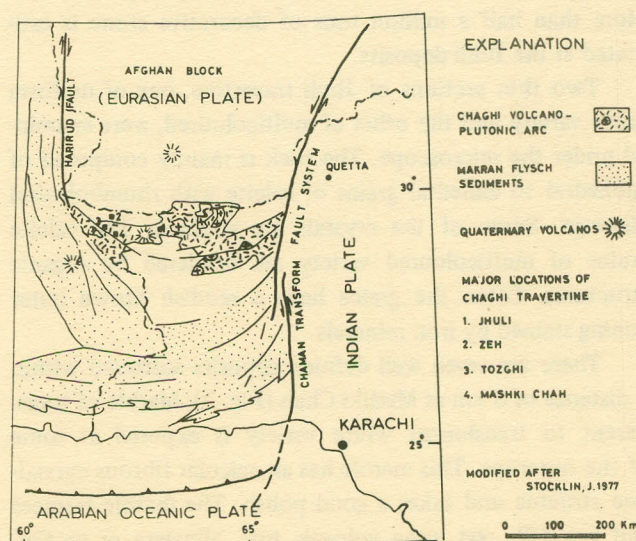 AFGHAN BLOCK
(EURASIAN PLATE)
HARIRUD FAULT
2
4
QUETTA
30°
CHAMAN TRANSFORM FAULT SYSTEM
INDIAN PLATE
KARACHI
25°
ARABIAN OCEANIC PLATE
60°
65°
EXPLANATION
CHAGHI VOLCANO-
PLUTONIC ARC
MAKRAN FLYSCH
SEDIMENTS
QUATERNARY VOLCANOS
MAJOR LOCATIONS OF
CHAGHI TRAVERTINE
1. JHULI
2. ZEH
3. TOZGHI
4. MASHKI CHAH
MODIFIED AFTER
STOCKLIN, J. 1977
0 100 200 Km